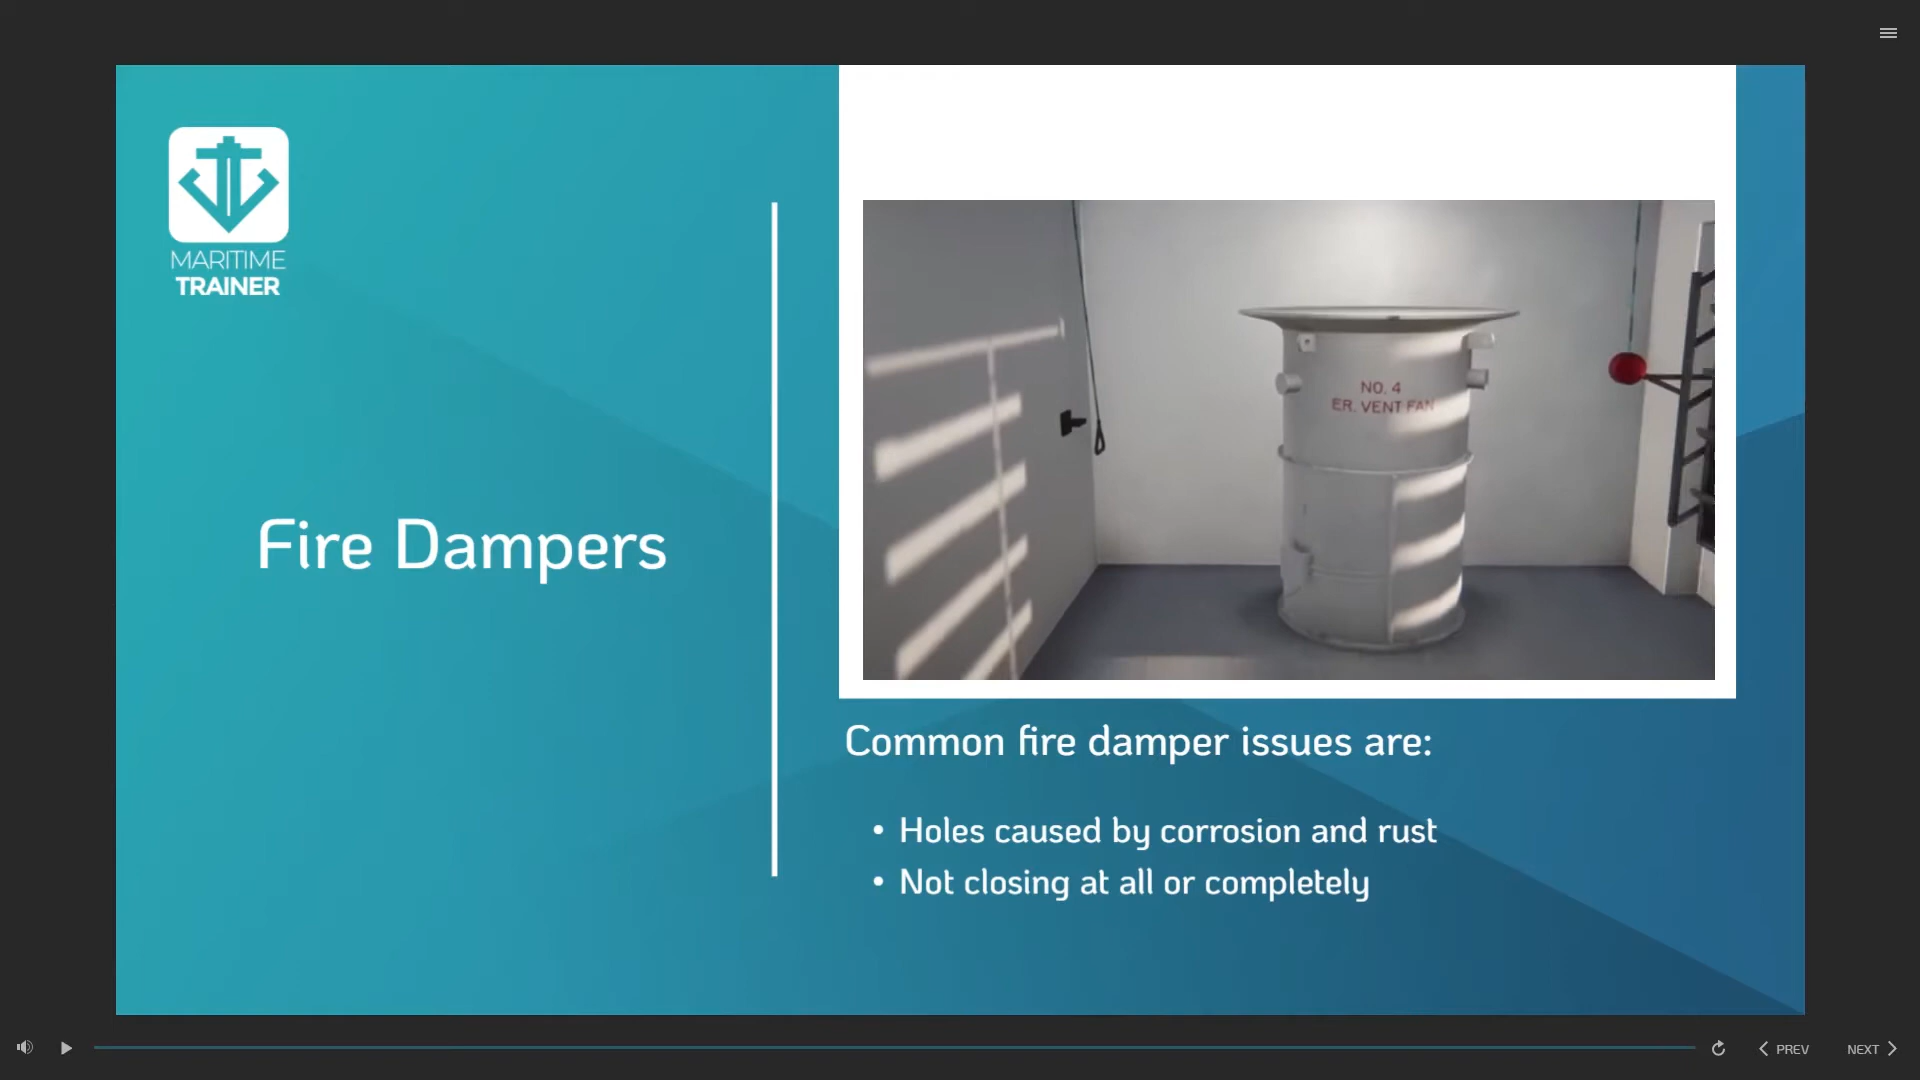 MARITIME
TRAINER
Fire Dampers
NO. 4
ER. VENT FAN
Common fire damper issues are:
• Holes caused by corrosion and rust
• Not closing at all or completely
PREV
NEXT